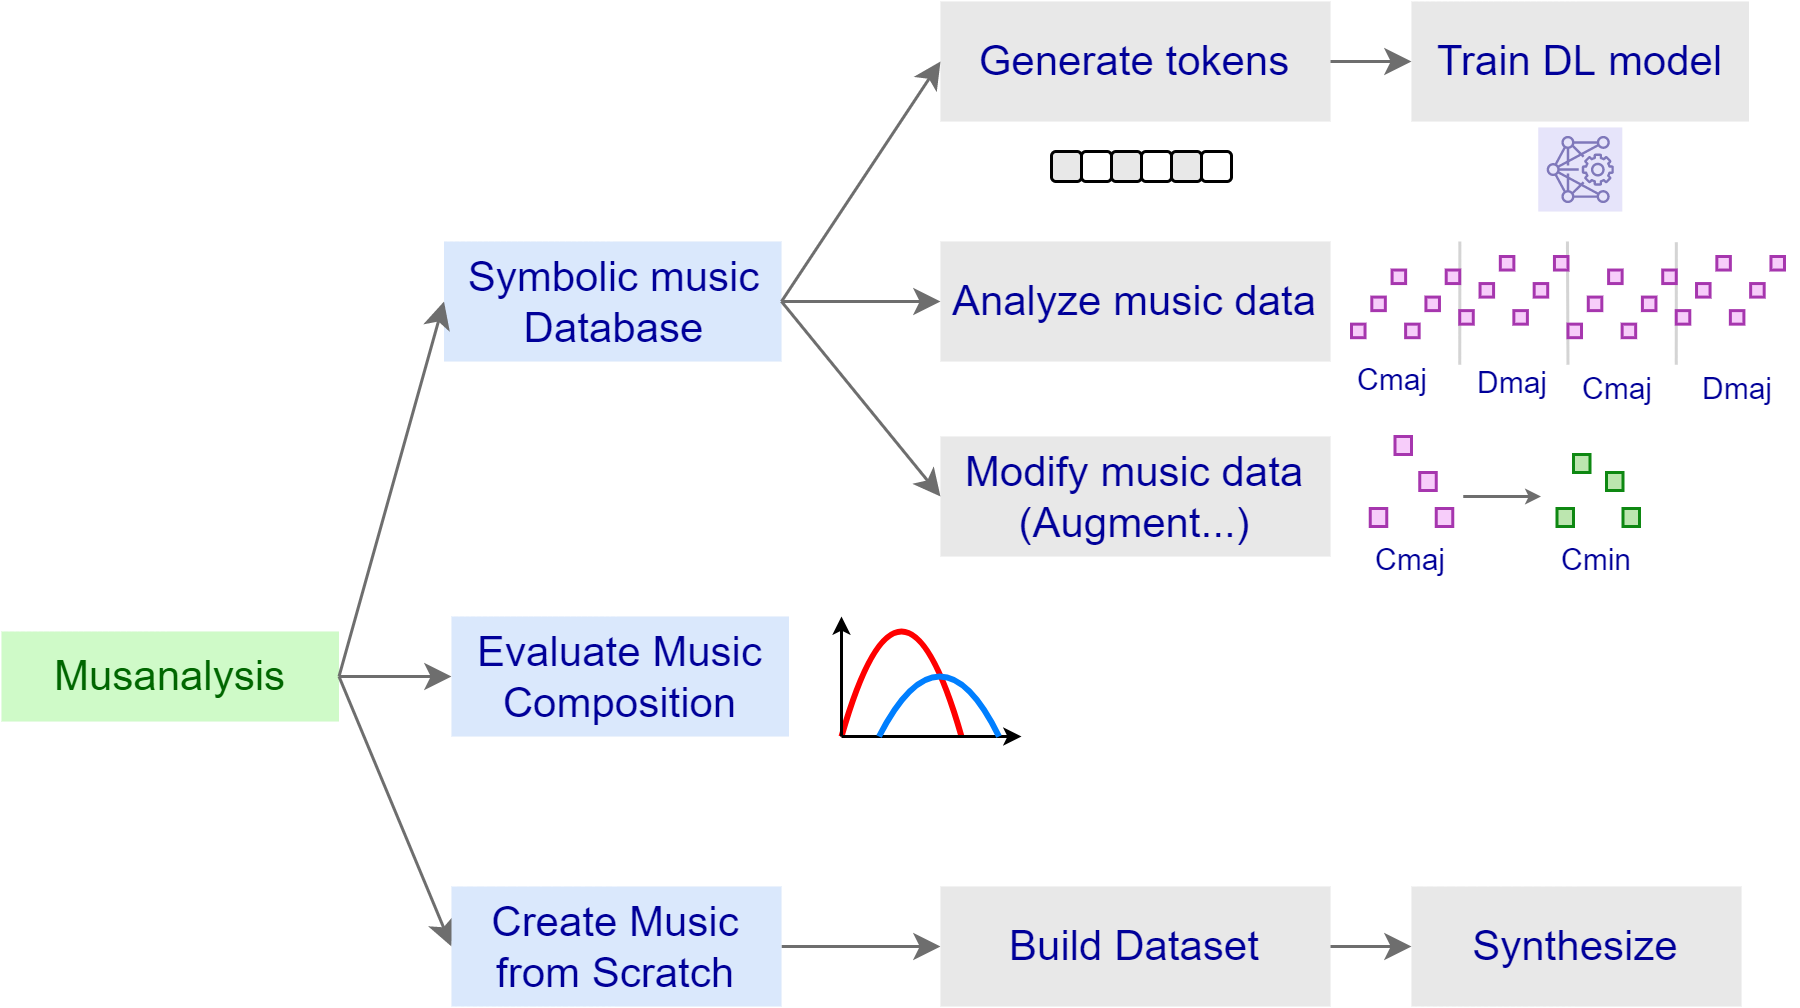 Generate tokens
Train DL model
Symbolic music
Database
Analyze music data
Cmaj
Dmaj
Cmaj
Dmaj
Modify music data
(Augment...)
Cmaj
Cmin
Musanalysis
Evaluate Music
Composition
Create Music
from Scratch
Build Dataset
Synthesize